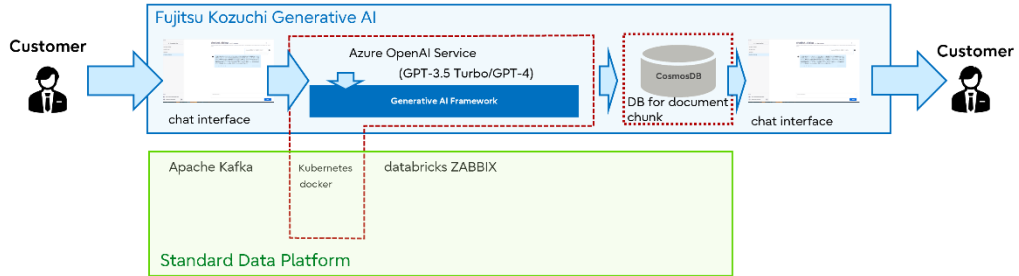 Fujitsu Kozuchi Generative AI
Customer
Azure OpenAI Service
(GPT-3.5 Turbo/GPT-4)
Generative AI Framework
chat interface
CosmosDB
DB for document
chunk
chat interface
Customer
Apache Kafka
Kubernetes
docker
databricks ZABBIX
Standard Data Platform